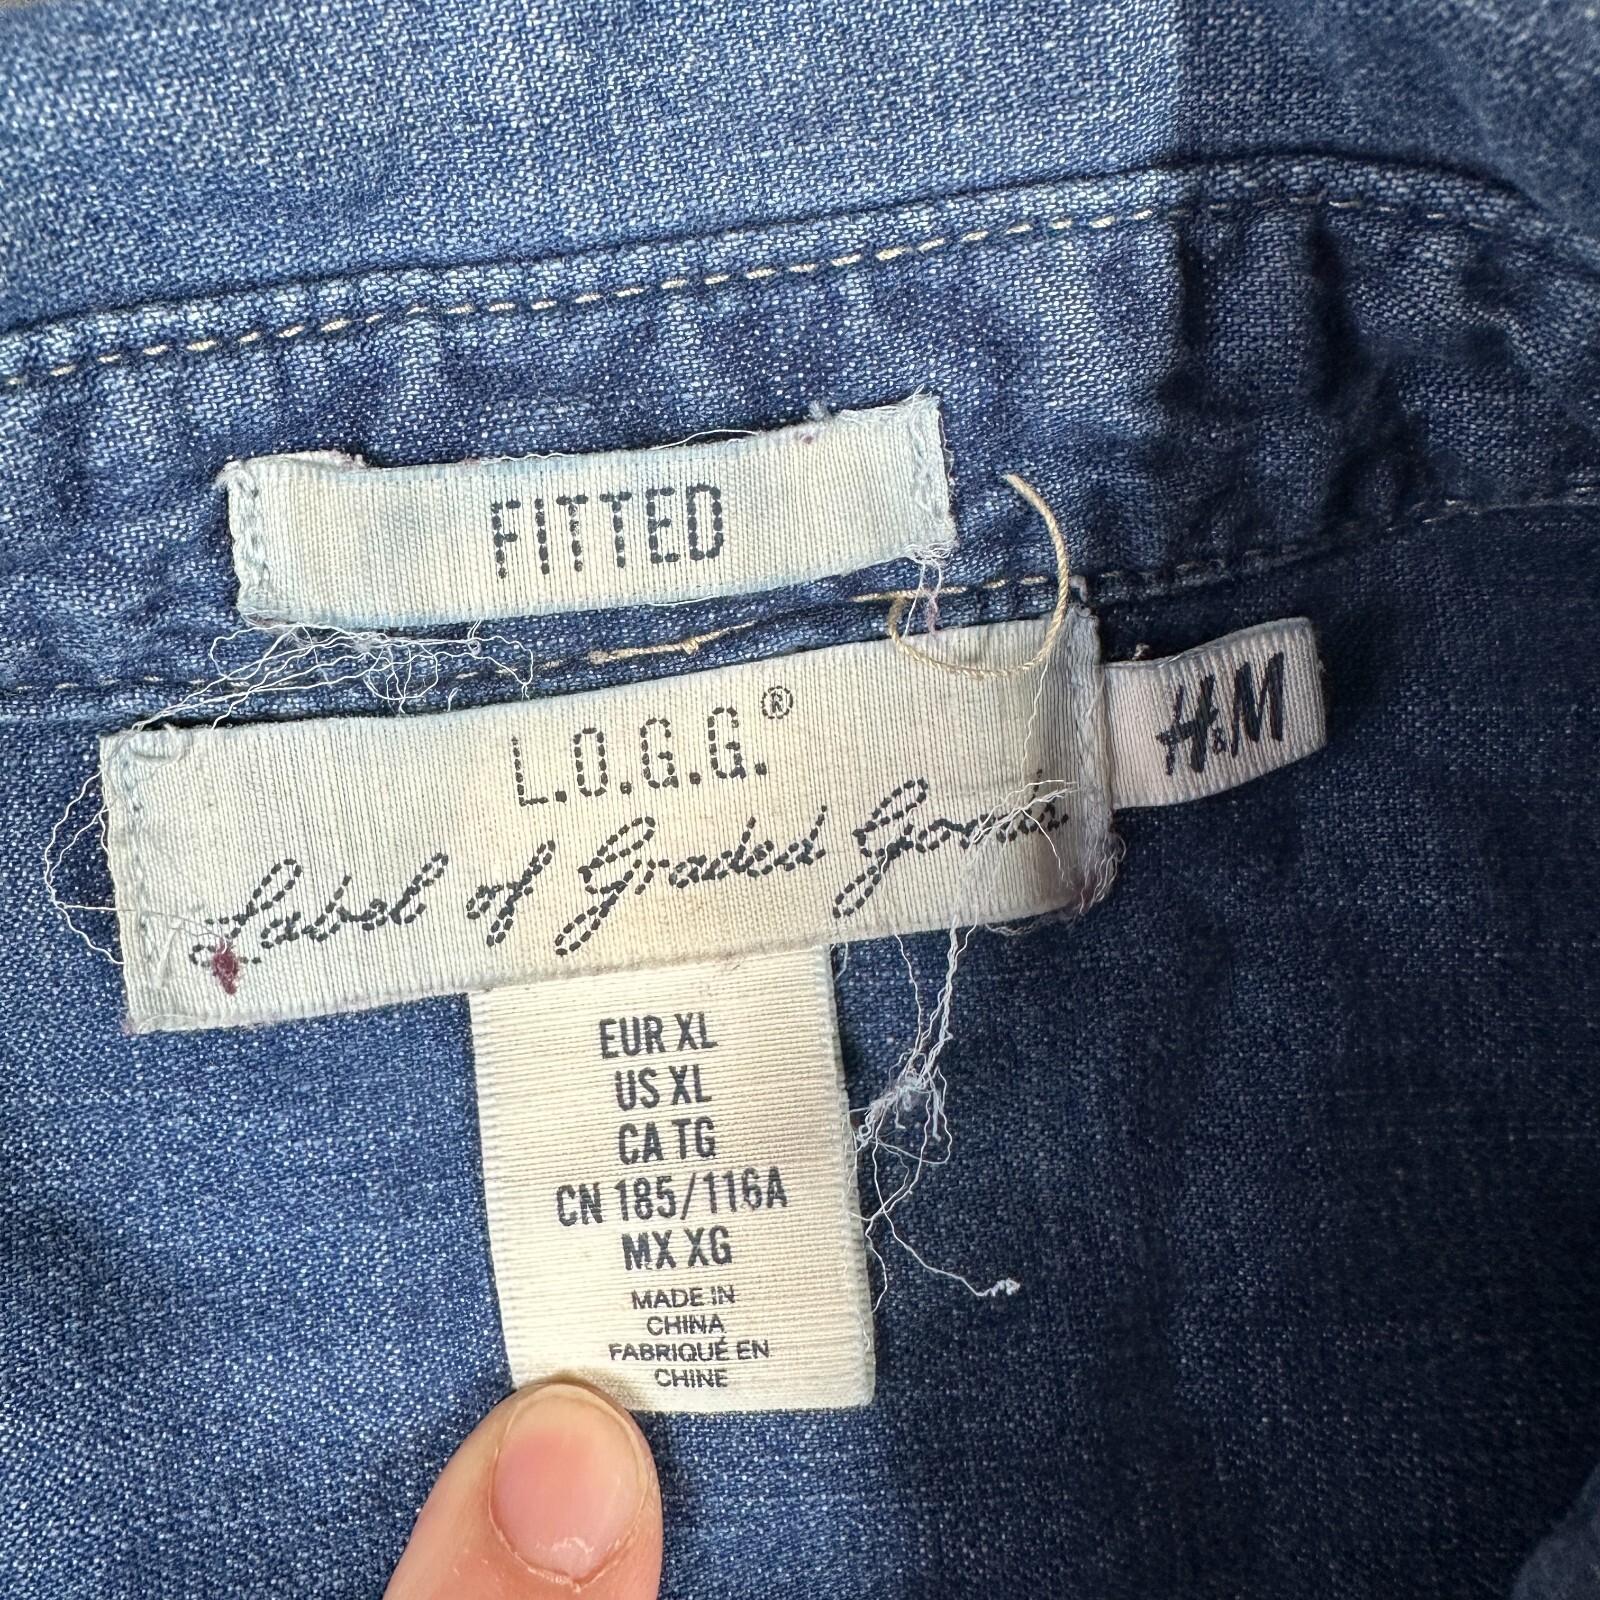 FITTED
L.O.G.G.®
Label of Graded Goods
H&M
EUR XL
US XL
CA TG
CN 185/116A
MX XG
MADE IN
CHINA
FABRIQUÉ EN
CHINE